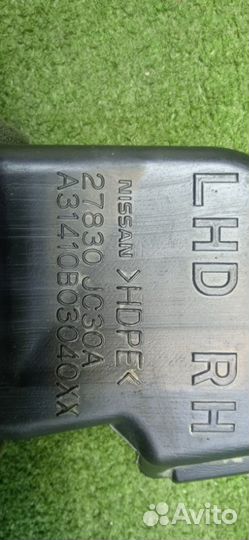 LHD RH
NISSAN >HDPE<
27830 JC30A
A31410B03040XX
Avito